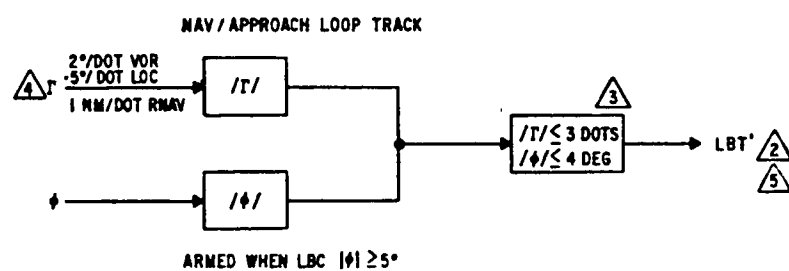 NAV/APPROACH LOOP TRACK
4 Γ
2°/DOT VOR
.5°/DOT LOC
1 NM/DOT RNAV
/Γ/
3
/Γ/≤ 3 DOTS
/ϕ/≤ 4 DEG
LBT'
2
5
ϕ
/ϕ/
ARMED WHEN LBC |ϕ| ≥5°